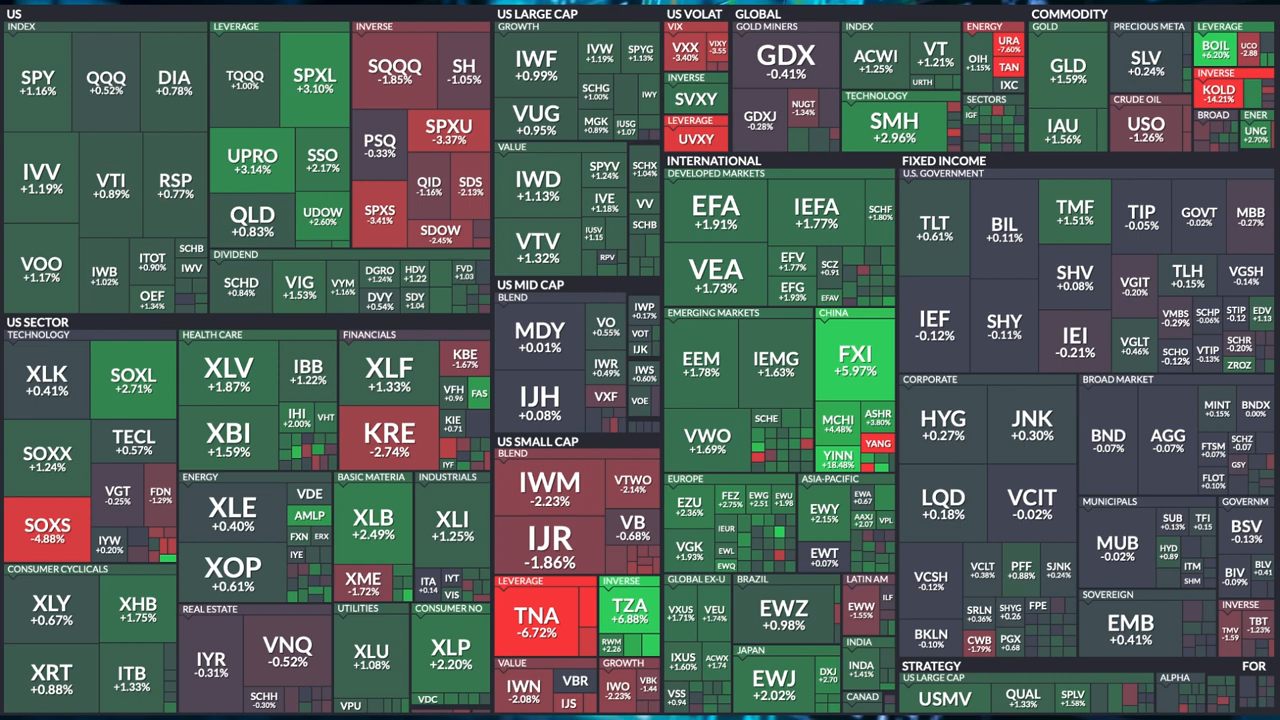 US
INDEX
SPY
+1.16%
QQQ
+0.52%
DIA
+0.78%
IVV
+1.19%
VTI
+0.89%
RSP
+0.77%
VOO
+1.17%
IWB
+1.02%
ITOT
+0.90%
SCHB
IWV
OEF
+1.34%
LEVERAGE
TQQQ
+1.00%
SPXL
+3.10%
UPRO
+3.14%
SSO
+2.17%
QLD
+0.83%
UDOW
+2.60%
INVERSE
SQQQ
-1.85%
SH
-1.05%
PSQ
-0.33%
SPXU
-3.37%
SPXS
-3.41%
QID
-1.16%
SDS
-2.13%
SDOW
-2.45%
DIVIDEND
SCHD
+0.84%
VIG
+1.53%
VYM
+1.16%
DGRO
+1.24%
HDV
+1.22
FVD
+1.03
DVY
+0.54%
SDY
+1.04
US LARGE CAP
GROWTH
IWF
+0.99%
IVW
+1.19%
SPYG
+1.13%
SCHG
+1.00%
IWY
VUG
+0.95%
MGK
+0.89%
IUSG
+1.07
VALUE
IWD
+1.13%
SPYV
+1.24%
IVE
+1.18%
VTV
+1.32%
IUSV
+1.15
RPV
SCHX
+1.04%
VV
SCHB
US MID CAP
BLEND
MDY
+0.01%
VO
+0.55%
IWR
+0.49%
IJH
+0.08%
VXF
IWP
+0.17%
VOT
IJK
IWS
+0.60%
VOE
US SMALL CAP
BLEND
IWM
-2.23%
VTWO
-2.14%
IJR
-1.86%
VB
-0.68%
LEVERAGE
TNA
-6.72%
INVERSE
TZA
+6.88%
RWM
+2.26
VALUE
IWN
-2.08%
VBR
IJS
GROWTH
IWO
-2.23%
VBK
-1.44
US VOLAT
VIX
VXX
-3.40%
VIXY
-3.55
INVERSE
SVXY
LEVERAGE
UVXY
GLOBAL
GOLD MINERS
GDX
-0.41%
GDXJ
-0.28%
NUGT
-1.34%
INDEX
ACWI
+1.25%
VT
+1.21%
URTH
TECHNOLOGY
SMH
+2.96%
ENERGY
OIH
+1.15%
URA
-7.60%
TAN
IXC
SECTORS
IGF
COMMODITY
GOLD
GLD
+1.59%
IAU
+1.56%
PRECIOUS META
SLV
+0.24%
CRUDE OIL
USO
-1.26%
LEVERAGE
BOIL
+6.20%
UCO
-2.88
INVERSE
KOLD
-14.21%
BROAD
ENER
UNG
+2.70%
INTERNATIONAL
DEVELOPED MARKETS
EFA
+1.91%
IEFA
+1.77%
SCHF
+1.80%
VEA
+1.73%
EFV
+1.77%
SCZ
+0.91
EFG
+1.93%
EFAV
EMERGING MARKETS
EEM
+1.78%
IEMG
+1.63%
VWO
+1.69%
SCHE
CHINA
FXI
+5.97%
MCHI
+4.48%
ASHR
+3.80%
YINN
+18.48%
YANG
EUROPE
EZU
+2.36%
FEZ
+2.75%
EWG
+2.51
EWU
+1.98
VGK
+1.93%
IEUR
EWL
EWQ
ASIA-PACIFIC
EWY
+2.15%
EWA
+0.67
AAXJ
+2.07
VPL
EWT
+0.07%
GLOBAL EX-U
VXUS
+1.71%
VEU
+1.74%
IXUS
+1.60%
ACWX
+1.74
VSS
+0.94
BRAZIL
EWZ
+0.98%
JAPAN
EWJ
+2.02%
DXJ
+2.70
LATIN AM
EWW
-1.55%
ILF
INDIA
INDA
+1.41%
CANAD
FIXED INCOME
U.S. GOVERNMENT
TLT
+0.61%
BIL
+0.11%
TMF
+1.51%
TIP
-0.05%
GOVT
-0.02%
MBB
-0.27%
IEF
-0.12%
SHY
-0.11%
SHV
+0.08%
IEI
-0.21%
VGIT
-0.20%
TLH
+0.15%
VGSH
-0.14%
VGLT
+0.46%
VMBS
-0.29%
SCHP
-0.06%
STIP
-0.12
EDV
+1.13
SCHO
-0.12%
VTIP
-0.13%
SCHR
-0.20%
ZROZ
CORPORATE
HYG
+0.27%
JNK
+0.30%
LQD
+0.18%
VCIT
-0.02%
VCSH
-0.12%
VCLT
+0.38%
PFF
+0.88%
SJNK
+0.24%
BKLN
+0.10%
SRLN
+0.36%
SHYG
+0.26
FPE
CWB
-1.79%
PGX
+0.68
BROAD MARKET
BND
-0.07%
AGG
-0.07%
MINT
+0.15%
BNDX
0.00%
FTSM
+0.07%
SCHZ
-0.07
GSY
FLOT
+0.10%
MUNICIPALS
MUB
-0.02%
SUB
+0.13%
TFI
+0.15
HYD
+0.89
ITM
SHM
GOVERNM
BSV
-0.13%
BIV
-0.09%
BLV
+0.41
SOVEREIGN
EMB
+0.41%
INVERSE
TMV
-1.59
TBT
-1.23%
STRATEGY
US LARGE CAP
USMV
QUAL
+1.33%
SPLV
+1.58%
ALPHA
FOR
US SECTOR
TECHNOLOGY
XLK
+0.41%
SOXL
+2.71%
SOXX
+1.24%
TECL
+0.57%
VGT
-0.25%
FDN
-1.29%
SOXS
-4.88%
IYW
+0.20%
CONSUMER CYCLICALS
XLY
+0.67%
XHB
+1.75%
XRT
+0.88%
ITB
+1.33%
HEALTH CARE
XLV
+1.87%
IBB
+1.22%
XBI
+1.59%
IHI
+2.00%
VHT
FINANCIALS
XLF
+1.33%
KBE
-1.67%
VFH
+0.96
FAS
KRE
-2.74%
KIE
+0.71
IYF
ENERGY
XLE
+0.40%
VDE
AMLP
FXN
ERX
IYE
XOP
+0.61%
BASIC MATERIA
XLB
+2.49%
XME
-1.72%
INDUSTRIALS
XLI
+1.25%
ITA
+0.14
IYT
VIS
REAL ESTATE
IYR
-0.31%
VNQ
-0.52%
SCHH
-0.30%
UTILITIES
XLU
+1.08%
VPU
CONSUMER NO
XLP
+2.20%
VDC